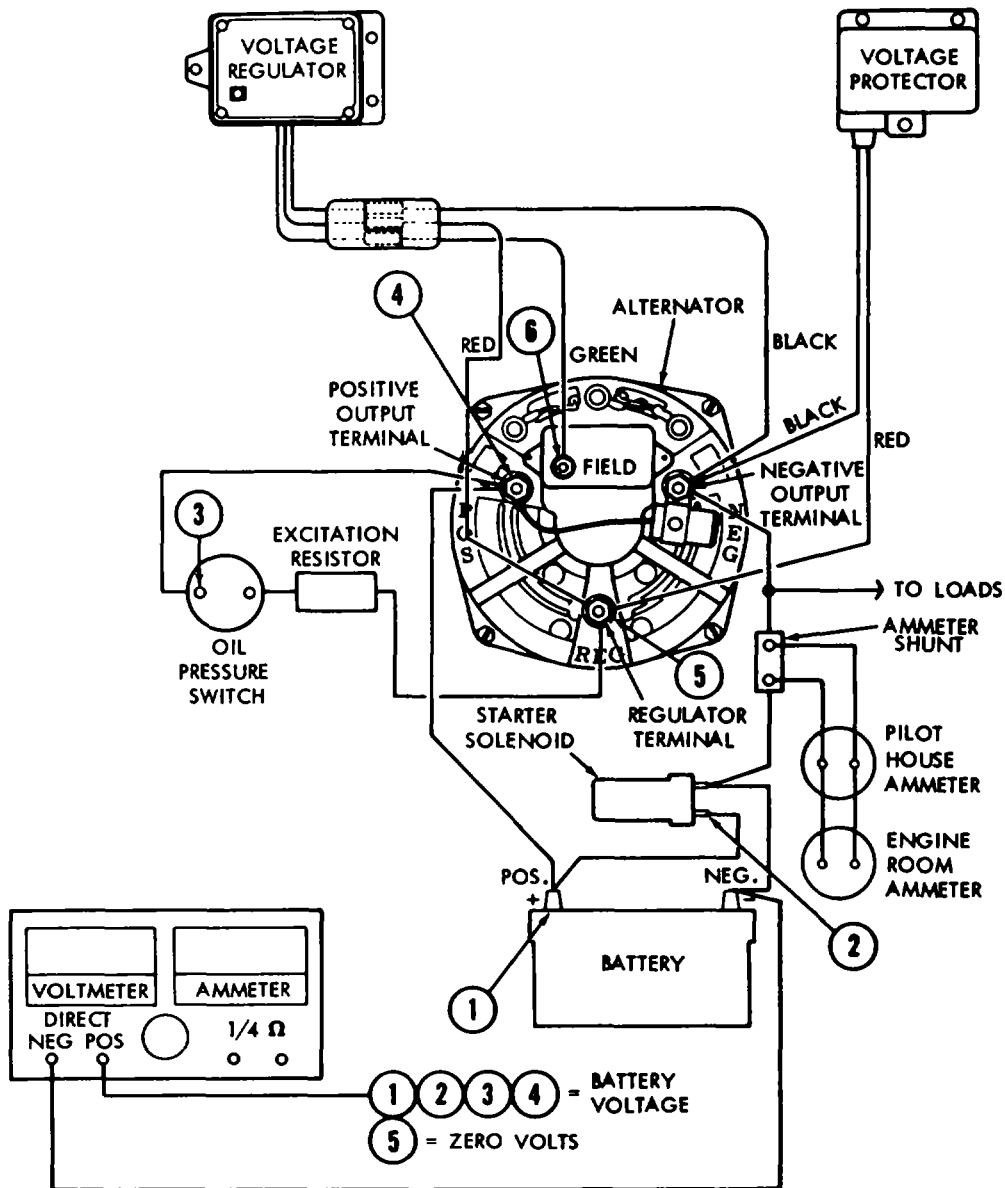 VOLTAGE
REGULATOR
VOLTAGE
PROTECTOR
4
6
ALTERNATOR
RED
GREEN
BLACK
POSITIVE
OUTPUT
TERMINAL
BLACK
RED
FIELD
NEGATIVE
OUTPUT
TERMINAL
3
EXCITATION
RESISTOR
POS
NEG
TO LOADS
AMMETER
SHUNT
OIL
PRESSURE
SWITCH
REG
5
STARTER
SOLENOID
REGULATOR
TERMINAL
PILOT
HOUSE
AMMETER
ENGINE
ROOM
AMMETER
POS.
+
NEG.
-
2
BATTERY
1
VOLTMETER
AMMETER
DIRECT
NEG POS
1/4 Ω
1 2 3 4 = BATTERY
VOLTAGE
5 = ZERO VOLTS